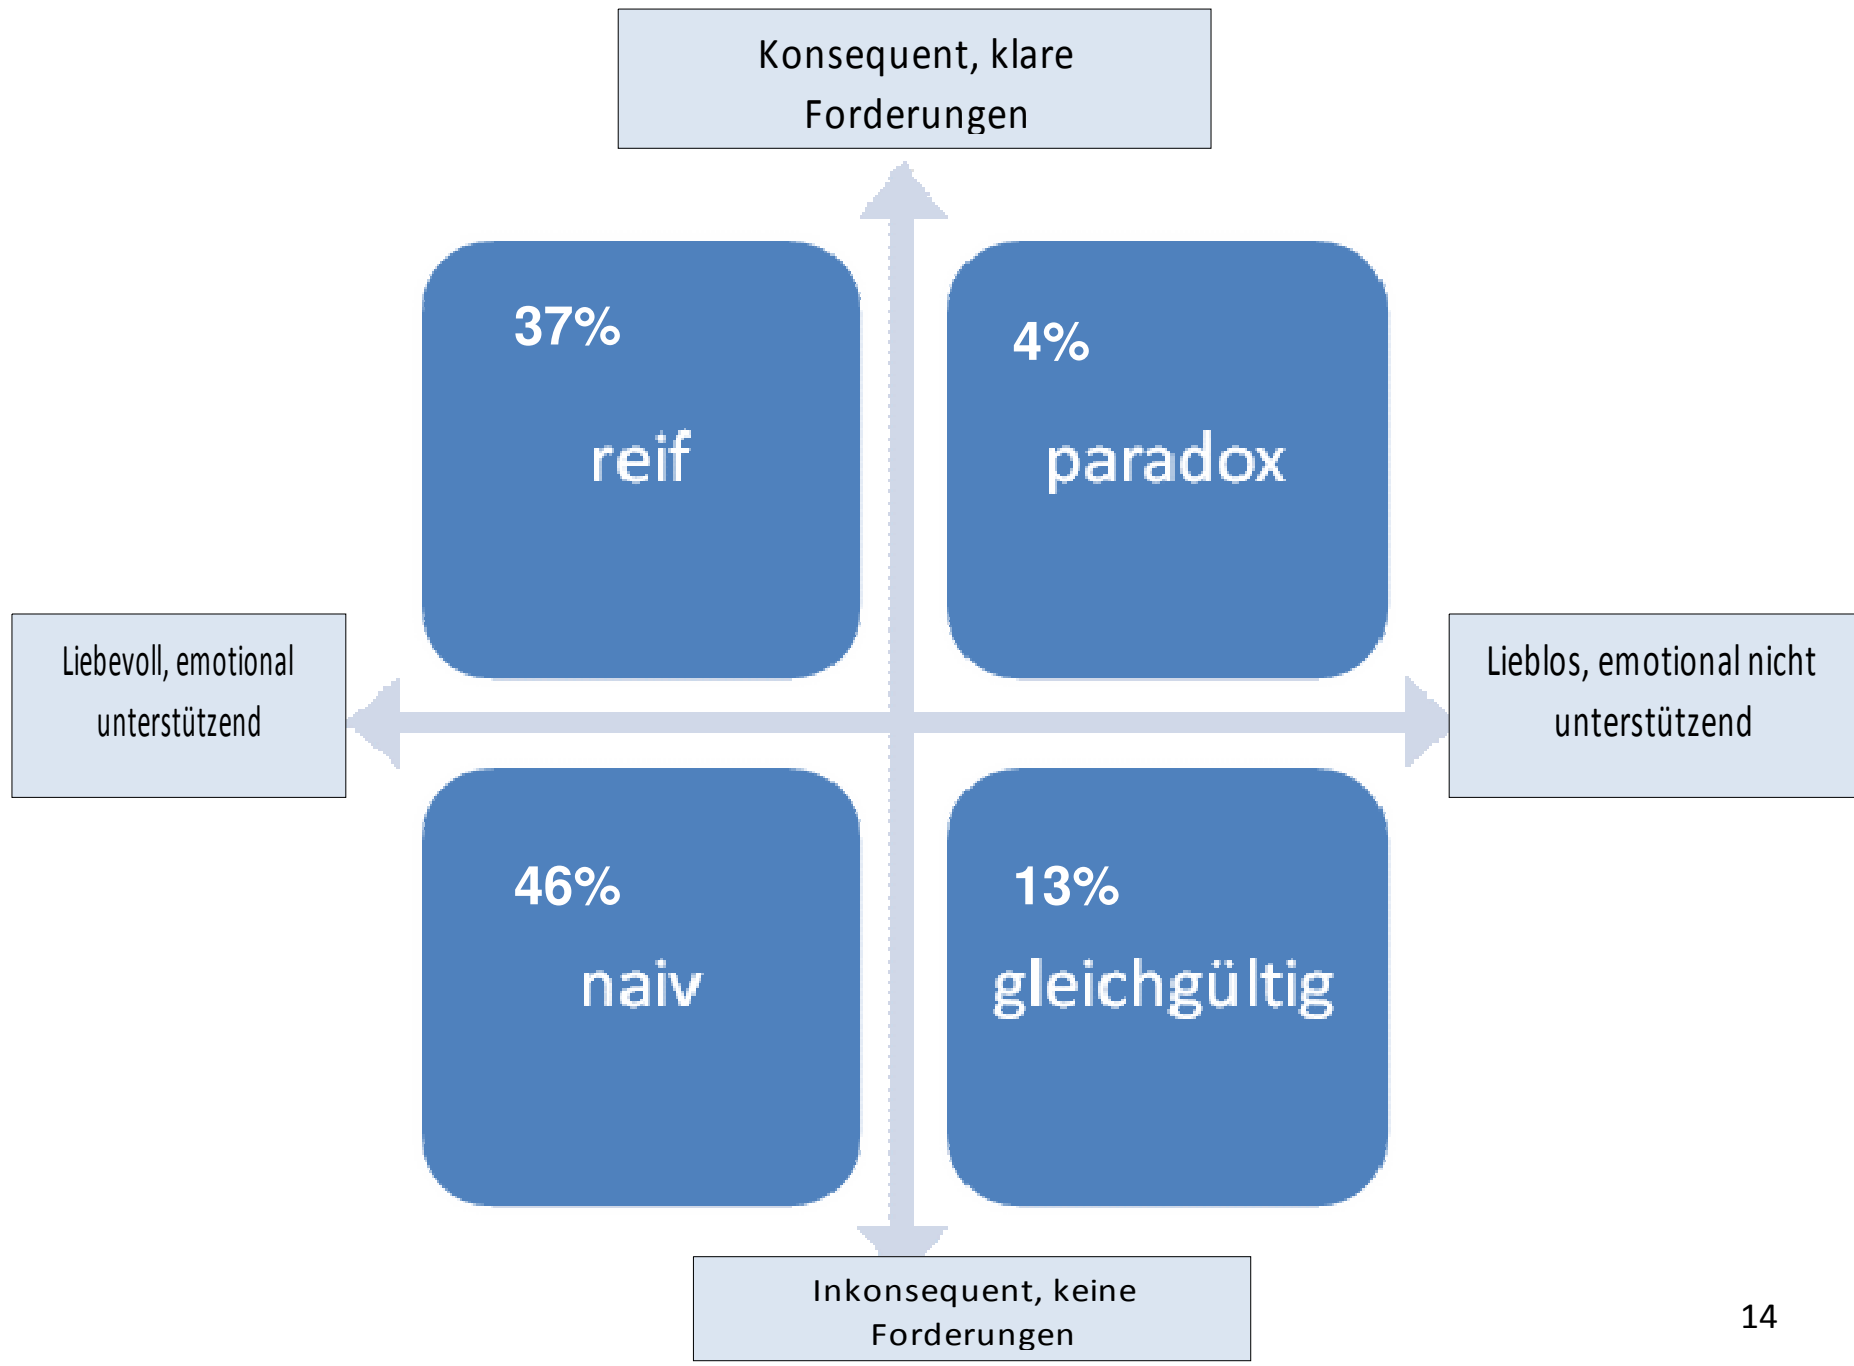 Konsequent, klare
Forderungen
37%
reif
4%
paradox
Liebevoll, emotional
unterstützend
Lieblos, emotional nicht
unterstützend
46%
naiv
13%
gleichgültig
Inkonsequent, keine
Forderungen
14